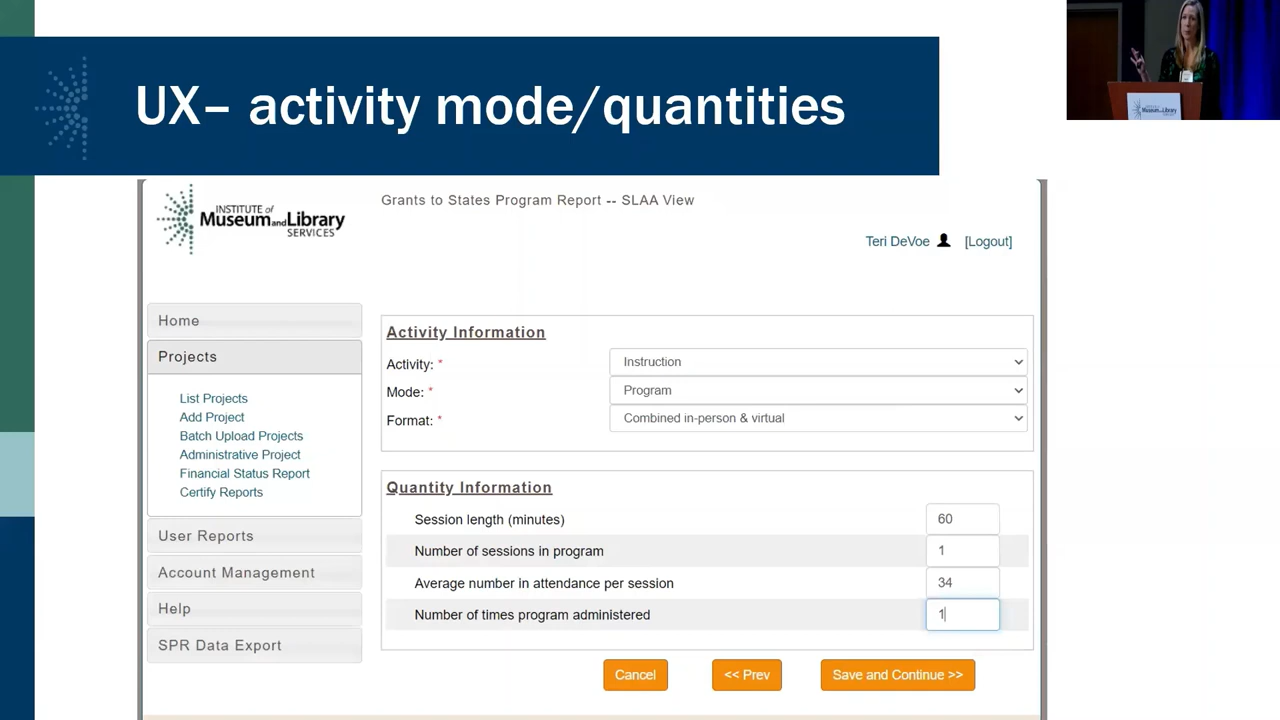 UX– activity mode/quantities
INSTITUTE of
Museum and Library
SERVICES
Grants to States Program Report -- SLAA View
Teri DeVoe [Logout]
Home
Projects
List Projects
Add Project
Batch Upload Projects
Administrative Project
Financial Status Report
Certify Reports
User Reports
Account Management
Help
SPR Data Export
Activity Information
Activity: * Instruction
Mode: * Program
Format: * Combined in-person & virtual
Quantity Information
Session length (minutes) 60
Number of sessions in program 1
Average number in attendance per session 34
Number of times program administered 1
Cancel << Prev Save and Continue >>
Museum and Library